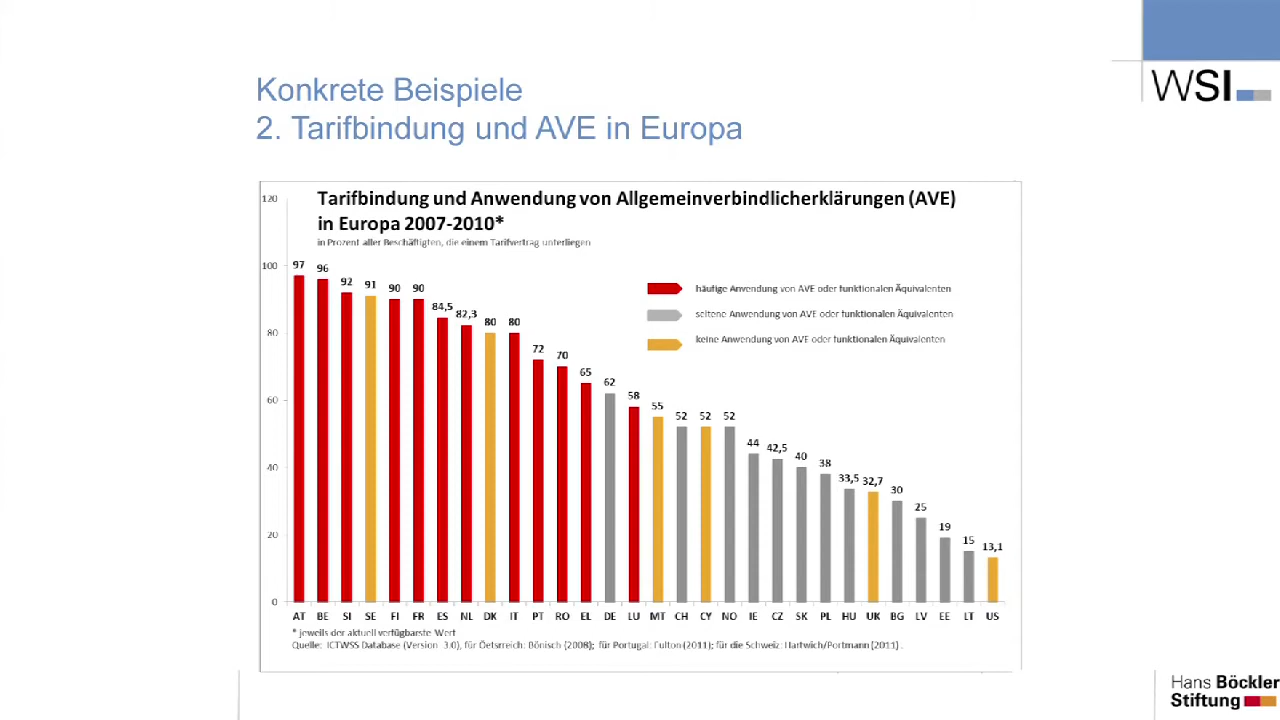 WSI
Konkrete Beispiele
2. Tarifbindung und AVE in Europa
Tarifbindung und Anwendung von Allgemeinverbindlicherklärungen (AVE)
in Europa 2007-2010*
in Prozent aller Beschäftigten, die einem Tarifvertrag unterliegen
120
100
80
60
40
20
0
häufige Anwendung von AVE oder funktionalen Äquivalenten
seltene Anwendung von AVE oder funktionalen Äquivalenten
keine Anwendung von AVE oder funktionalen Äquivalenten
97 96 92 91 90 90 84,5 82,3 80 80 72 70 65 62 58 55 52 52 52 44 42,5 40 38 33,5 32,7 30 25 19 15 13,1
AT BE SI SE FI FR ES NL DK IT PT RO EL DE LU MT CH CY NO IE CZ SK PL HU UK BG LV EE LT US
* jeweils der aktuell verfügbarste Wert
Quelle: ICTWSS Database (Version 3.0), für Öetsrreich: Bönisch (2008); für Portugal: Fulton (2011); für die Schweiz: Hartwich/Portmann (2011) .
Hans Böckler
Stiftung